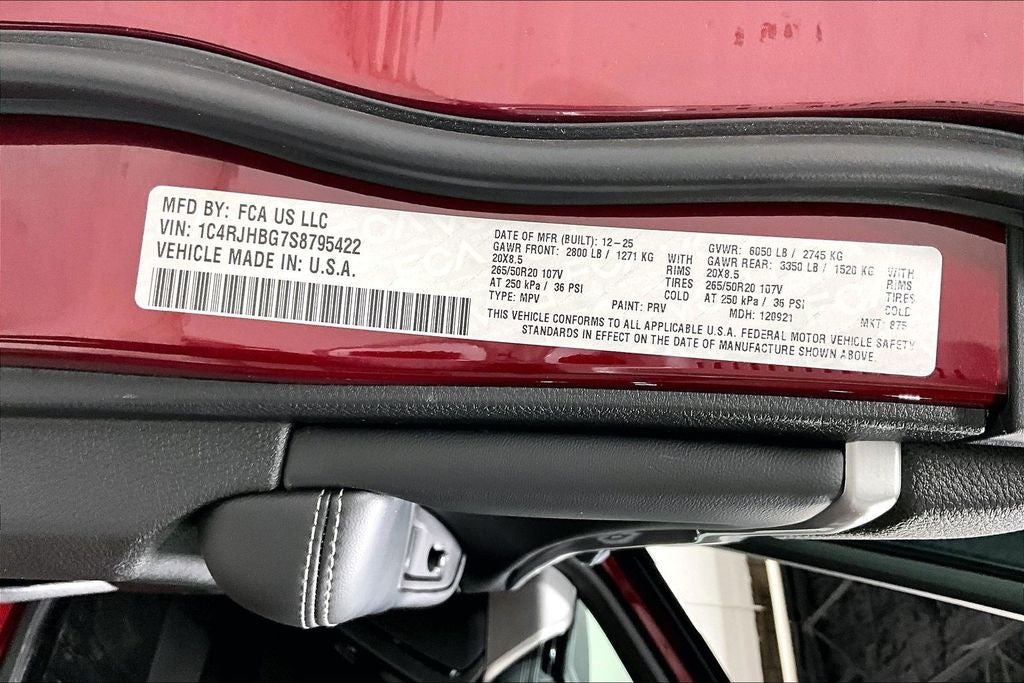 MFD BY: FCA US LLC
VIN: 1C4RJHBG7S8795422
VEHICLE MADE IN: U.S.A.
DATE OF MFR (BUILT): 12-25
GAWR FRONT: 2800 LB / 1271 KG WITH
20X8.5 RIMS
265/50R20 107V TIRES
AT 250 kPa / 36 PSI COLD
TYPE: MPV PAINT: PRV
GVWR: 6050 LB / 2745 KG
GAWR REAR: 3350 LB / 1520 KG WITH
20X8.5 RIMS
265/50R20 107V TIRES
AT 250 kPa / 36 PSI COLD
MDH: 120921 MKT: 875
THIS VEHICLE CONFORMS TO ALL APPLICABLE U.S.A. FEDERAL MOTOR VEHICLE SAFETY
STANDARDS IN EFFECT ON THE DATE OF MANUFACTURE SHOWN ABOVE.